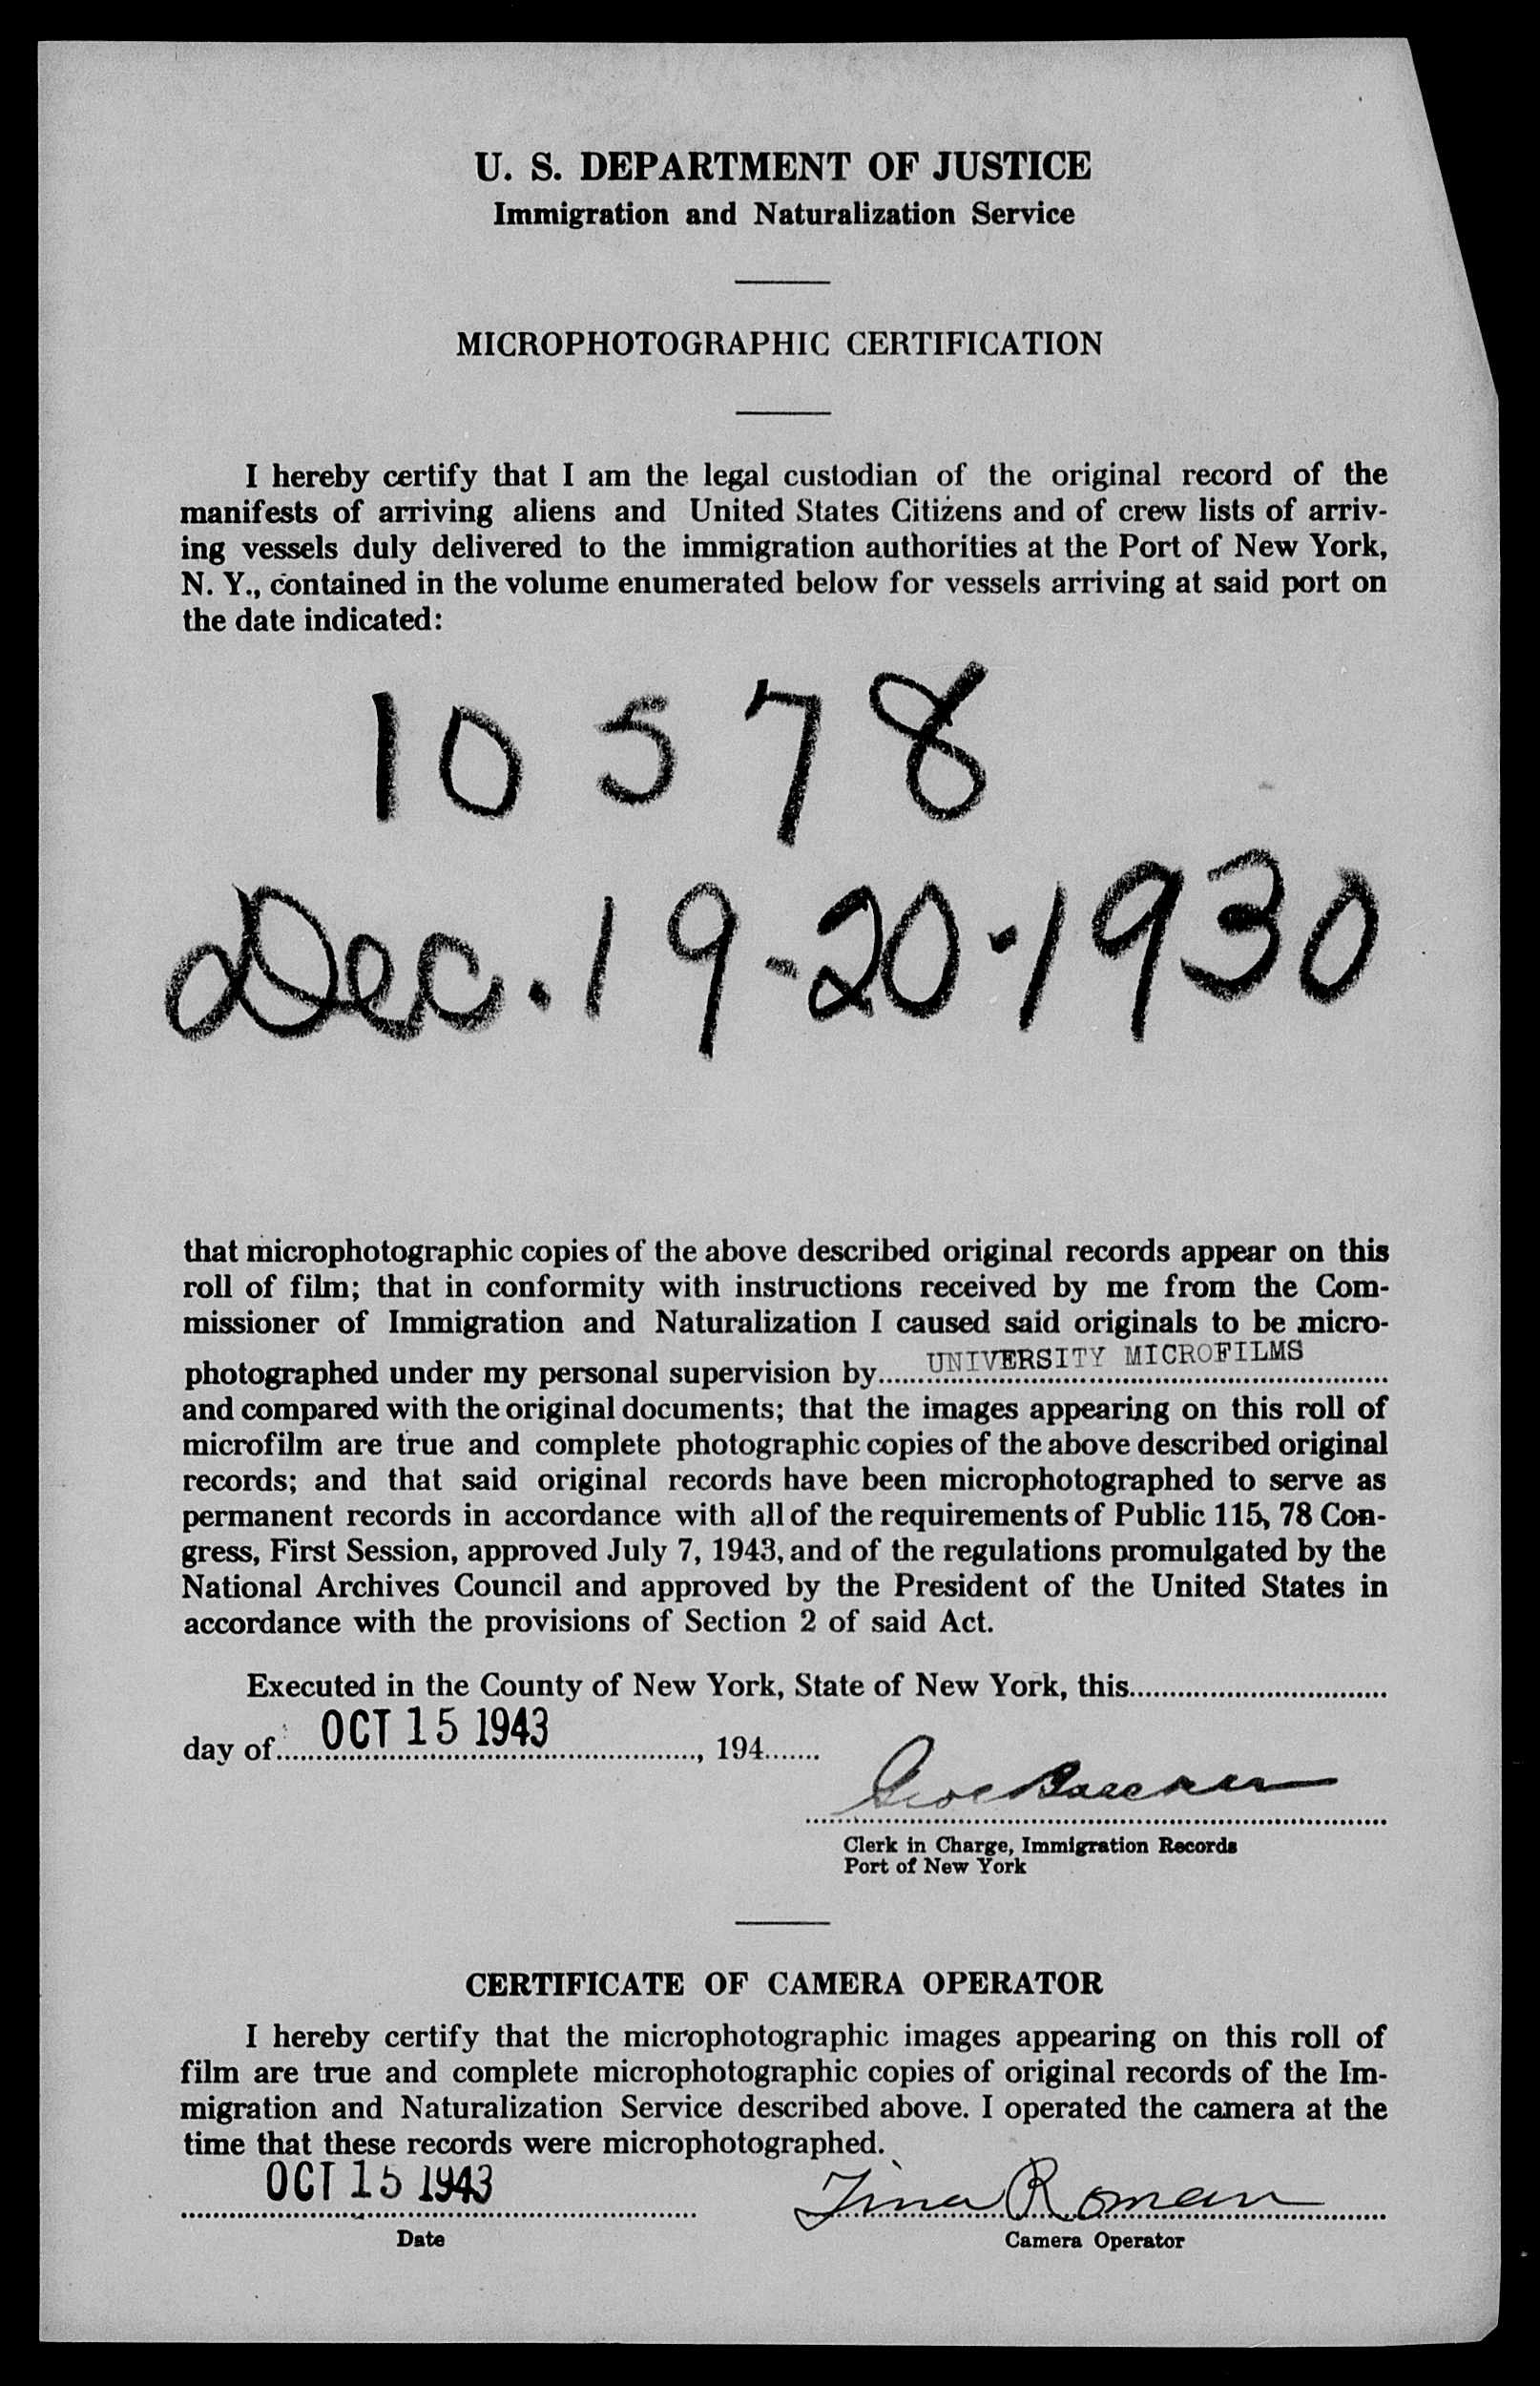 U. S. DEPARTMENT OF JUSTICE
Immigration and Naturalization Service
MICROPHOTOGRAPHIC CERTIFICATION
I hereby certify that I am the legal custodian of the original record of the
manifests of arriving aliens and United States Citizens and of crew lists of arriv-
ing vessels duly delivered to the immigration authorities at the Port of New York,
N. Y., contained in the volume enumerated below for vessels arriving at said port on
the date indicated:
10578
Dec. 19-20-1930
that microphotographic copies of the above described original records appear on this
roll of film; that in conformity with instructions received by me from the Com-
missioner of Immigration and Naturalization I caused said originals to be micro-
photographed under my personal supervision by UNIVERSITY MICROFILMS
and compared with the original documents; that the images appearing on this roll of
microfilm are true and complete photographic copies of the above described original
records; and that said original records have been microphotographed to serve as
permanent records in accordance with all of the requirements of Public 115, 78 Con-
gress, First Session, approved July 7, 1943, and of the regulations promulgated by the
National Archives Council and approved by the President of the United States in
accordance with the provisions of Section 2 of said Act.
Executed in the County of New York, State of New York, this
day of OCT 15 1943, 194
Clerk in Charge, Immigration Records
Port of New York
CERTIFICATE OF CAMERA OPERATOR
I hereby certify that the microphotographic images appearing on this roll of
film are true and complete microphotographic copies of original records of the Im-
migration and Naturalization Service described above. I operated the camera at the
time that these records were microphotographed.
OCT 15 1943 Tina Roman
Date Camera Operator